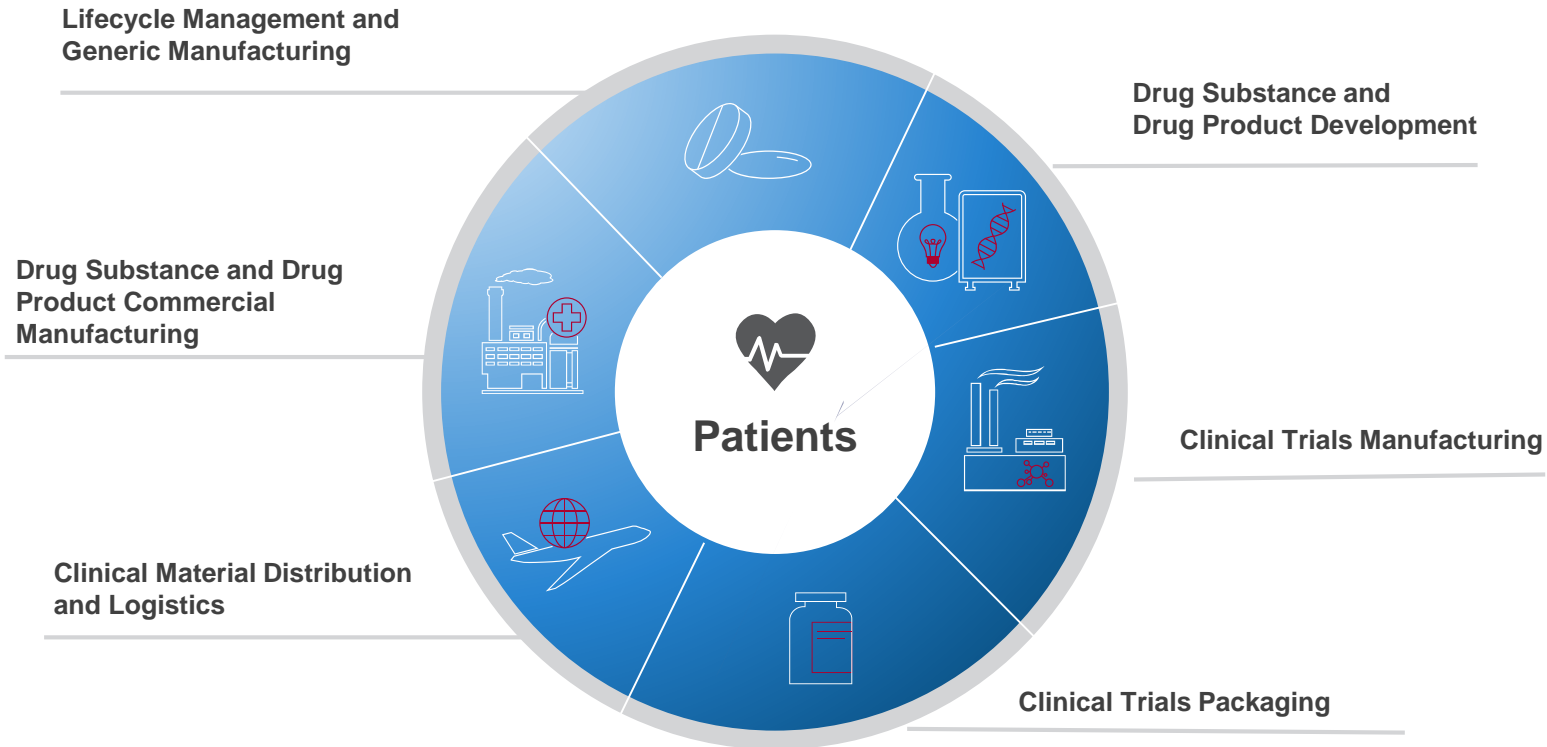 Lifecycle Management and
Generic Manufacturing
Drug Substance and
Drug Product Development
Drug Substance and Drug
Product Commercial
Manufacturing
Patients
Clinical Trials Manufacturing
Clinical Material Distribution
and Logistics
Clinical Trials Packaging